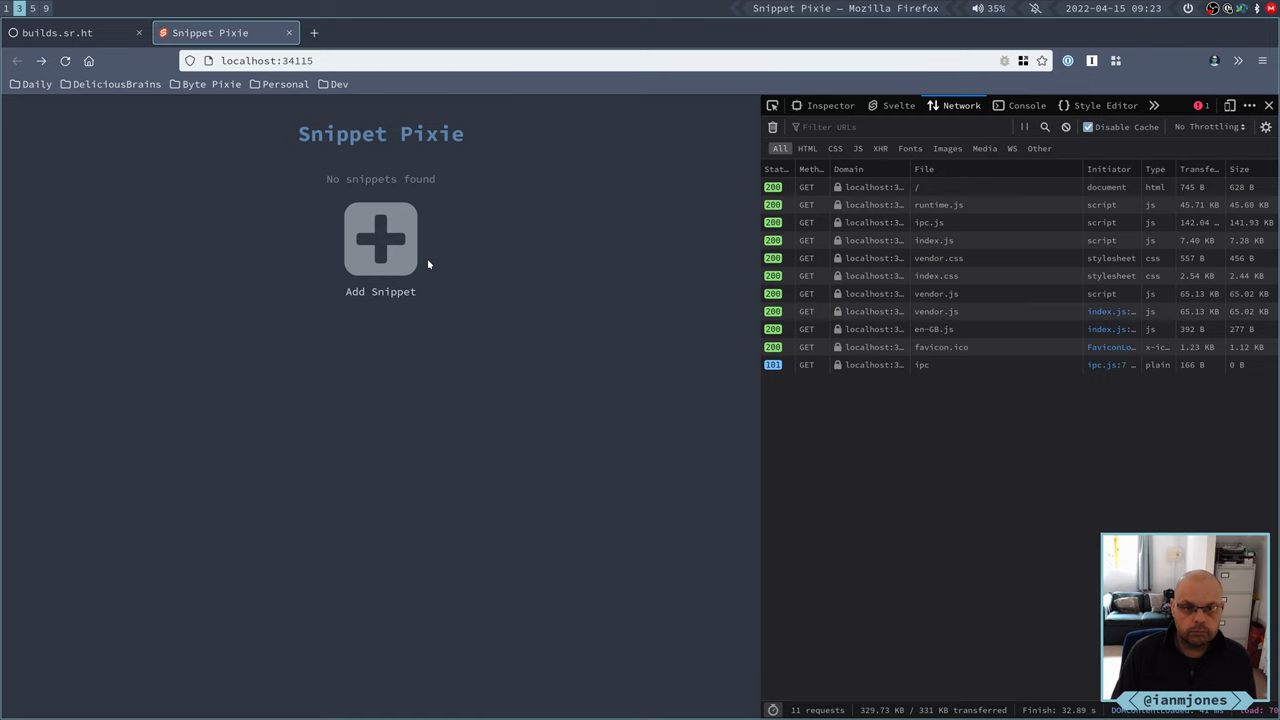 1 3 5 9
Snippet Pixie — Mozilla Firefox
35%
2022-04-15 09:23
builds.sr.ht
Snippet Pixie
localhost:34115
Daily
DeliciousBrains
Byte Pixie
Personal
Dev
Snippet Pixie
No snippets found
Add Snippet
Inspector
Svelte
Network
Console
Style Editor
1
Filter URLs
Disable Cache
No Throttling
All HTML CSS JS XHR Fonts Images Media WS Other
Stat… Meth… Domain File Initiator Type Transfe… Size
200 GET localhost:3… / document html 745 B 628 B
200 GET localhost:3… runtime.js script js 45.71 KB 45.60 KB
200 GET localhost:3… ipc.js script js 142.04 … 141.93 KB
200 GET localhost:3… index.js script js 7.40 KB 7.28 KB
200 GET localhost:3… vendor.css stylesheet css 557 B 456 B
200 GET localhost:3… index.css stylesheet css 2.54 KB 2.44 KB
200 GET localhost:3… vendor.js script js 65.13 KB 65.02 KB
200 GET localhost:3… vendor.js index.js:… js 65.13 KB 65.02 KB
200 GET localhost:3… en-GB.js index.js:… js 392 B 277 B
200 GET localhost:3… favicon.ico FaviconLo… x-ic… 1.23 KB 1.12 KB
101 GET localhost:3… ipc ipc.js:7 … plain 166 B 0 B
@ianmjones
11 requests
329.73 KB / 331 KB transferred
Finish: 32.89 s
load: 70